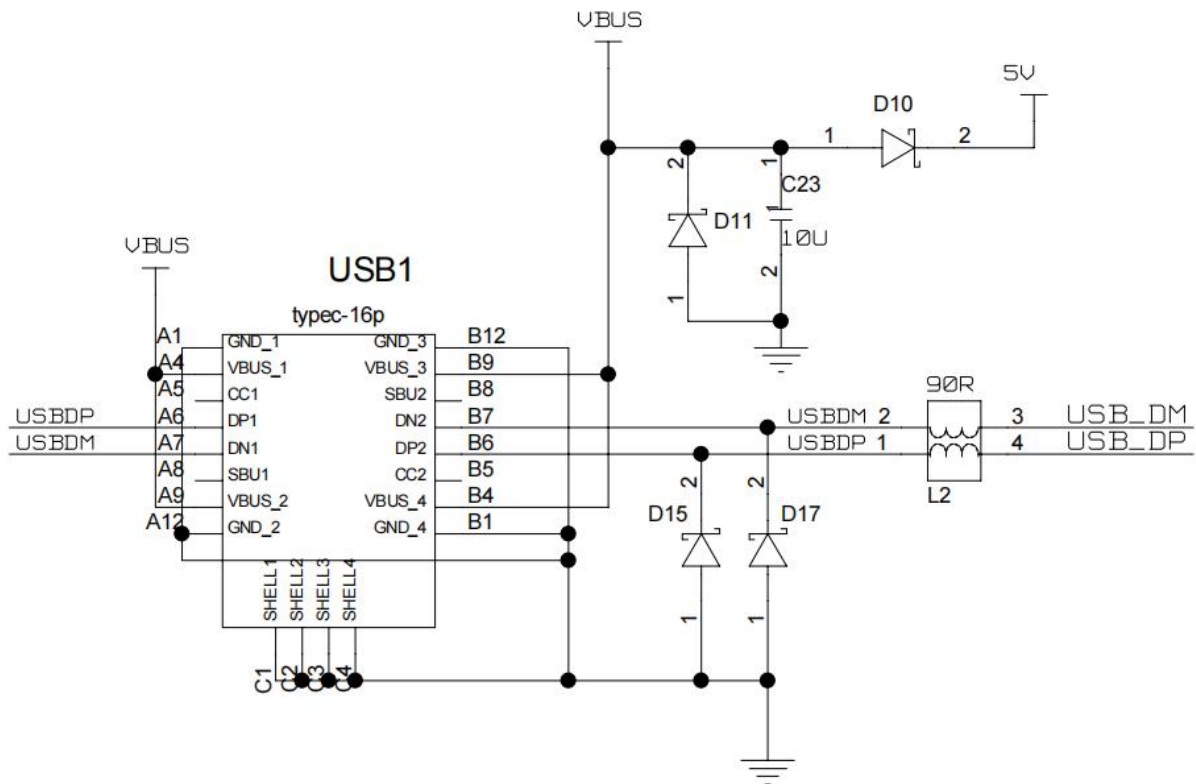 VBUS
5V
D10
1
2
2
1
C23
1
D11
10U
1
2
VBUS
USB1
typec-16p
A1
GND_1
GND_3
B12
A4
VBUS_1
VBUS_3
B9
A5
CC1
SBU2
B8
90R
USBDP
A6
DP1
DN2
B7
USBDM
2
3
USB_DM
USBDM
A7
DN1
DP2
B6
USBDP
1
4
USB_DP
A8
SBU1
CC2
B5
L2
A9
VBUS_2
VBUS_4
B4
A12
GND_2
GND_4
B1
2
2
D15
D17
1
1
SHELL1
SHELL2
SHELL3
SHELL4
C1
C2
C3
C4